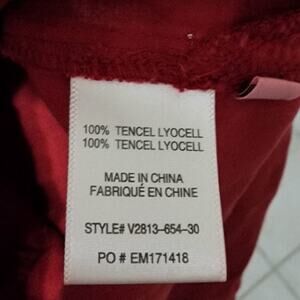 100% TENCEL LYOCELL
100% TENCEL LYOCELL
MADE IN CHINA
FABRIQUÉ EN CHINE
STYLE# V2813-654-30
PO # EM171418